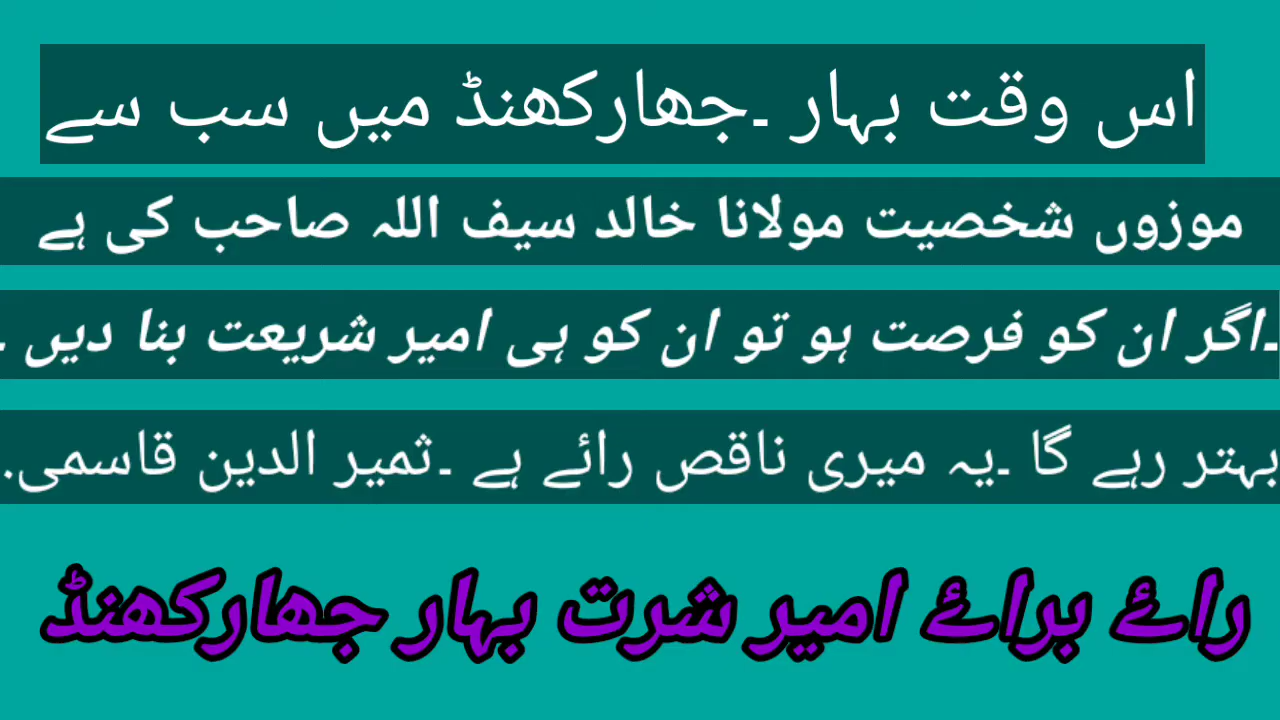 اس وقت بہار ۔جھارکھنڈ میں سب سے
موزوں شخصیت مولانا خالد سیف اللہ صاحب کی ہے
۔اگر ان کو فرصت ہو تو ان کو ہی امیر شریعت بنا دیں ۔
بہتر رہے گا ۔یہ میری ناقص رائے ہے ۔ثمیر الدین قاسمی.
راۓ براۓ امیر شرت بہار جھارکھنڈ